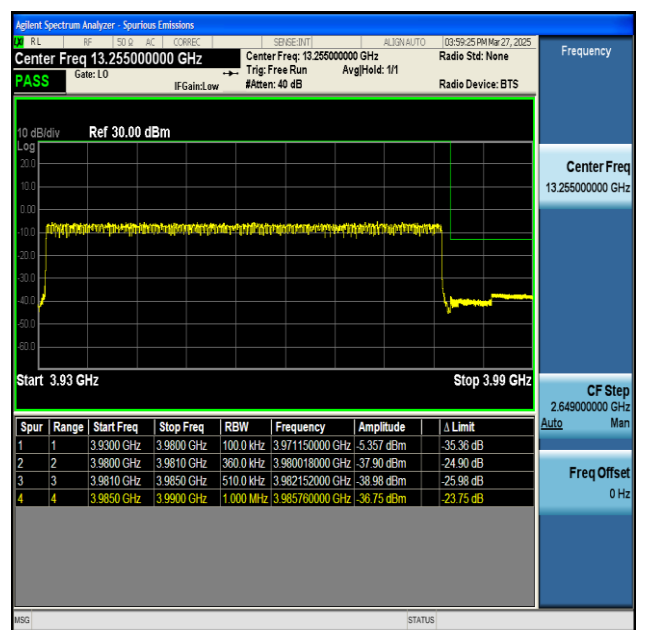 Agilent Spectrum Analyzer - Spurious Emissions
RL RF 50 Ω AC CORREC SENSE:INT ALIGN AUTO 03:59:25 PM Mar 27, 2025
Center Freq 13.255000000 GHz
PASS
Gate: LO
IFGain:Low
Center Freq: 13.255000000 GHz
Trig: Free Run Avg|Hold: 1/1
#Atten: 40 dB
Radio Std: None
Radio Device: BTS
Frequency
10 dB/div Ref 30.00 dBm
Log
20.0
10.0
0.00
-10.0
-20.0
-30.0
-40.0
-50.0
-60.0
Start 3.93 GHz Stop 3.99 GHz
Center Freq
13.255000000 GHz
CF Step
2.649000000 GHz
Auto Man
Freq Offset
0 Hz
Spur Range Start Freq Stop Freq RBW Frequency Amplitude Δ Limit
1 1 3.9300 GHz 3.9800 GHz 100.0 kHz 3.971150000 GHz -5.357 dBm -35.36 dB
2 2 3.9800 GHz 3.9810 GHz 360.0 kHz 3.980018000 GHz -37.90 dBm -24.90 dB
3 3 3.9810 GHz 3.9850 GHz 510.0 kHz 3.982152000 GHz -38.98 dBm -25.98 dB
4 4 3.9850 GHz 3.9900 GHz 1.000 MHz 3.985760000 GHz -36.75 dBm -23.75 dB
MSG STATUS